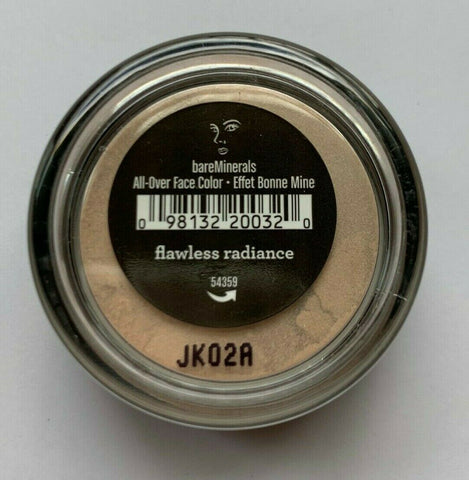 bareMinerals
All-Over Face Color • Effet Bonne Mine
0 98132 20032 0
flawless radiance
54359
JK02A